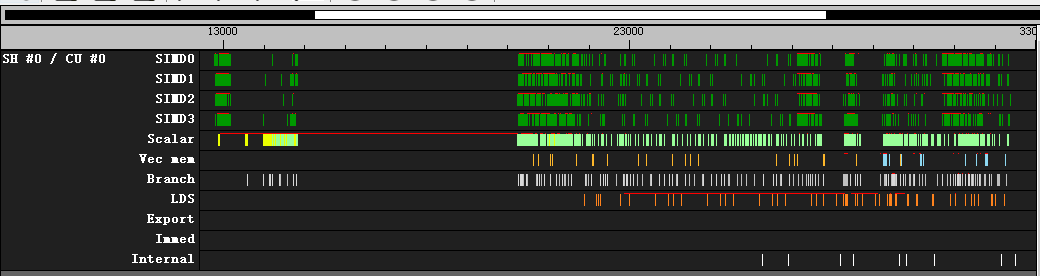 13000 23000 330
SH #0 / CU #0 SIMD0
SIMD1
SIMD2
SIMD3
Scalar
Vec mem
Branch
LDS
Export
Immed
Internal